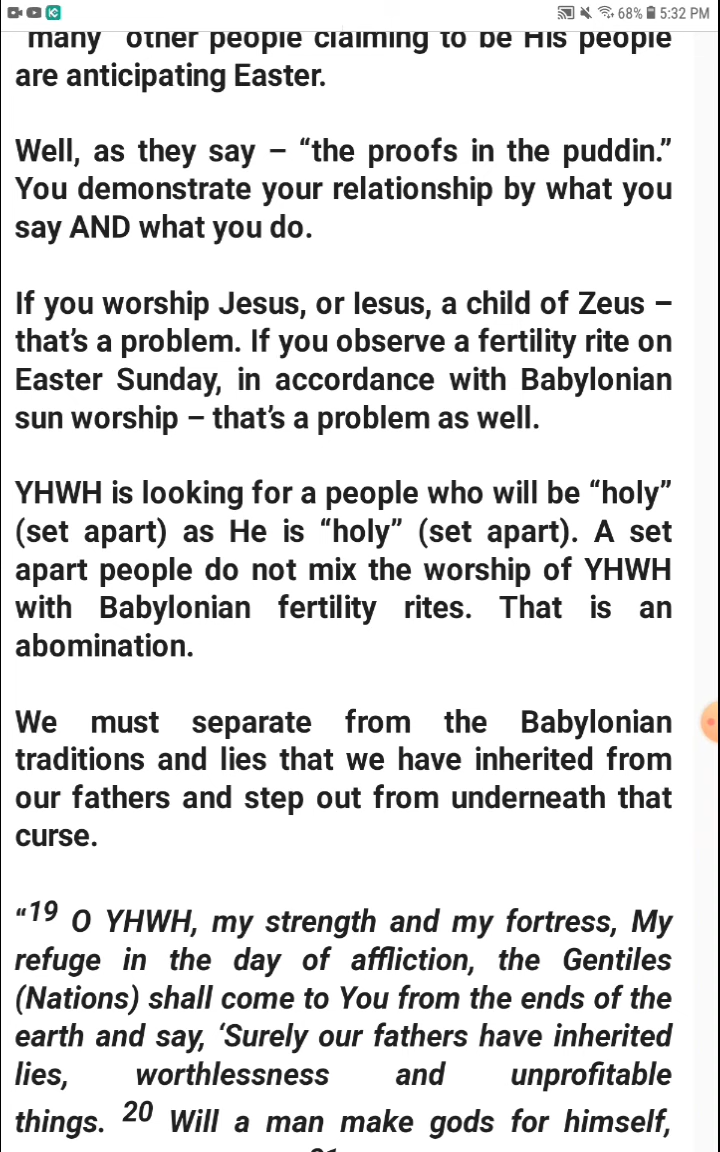 68% 5:32 PM
many other people claiming to be His people
are anticipating Easter.
Well, as they say – “the proofs in the puddin.”
You demonstrate your relationship by what you
say AND what you do.
If you worship Jesus, or Iesus, a child of Zeus –
that’s a problem. If you observe a fertility rite on
Easter Sunday, in accordance with Babylonian
sun worship – that’s a problem as well.
YHWH is looking for a people who will be “holy”
(set apart) as He is “holy” (set apart). A set
apart people do not mix the worship of YHWH
with Babylonian fertility rites. That is an
abomination.
We must separate from the Babylonian
traditions and lies that we have inherited from
our fathers and step out from underneath that
curse.
“19 O YHWH, my strength and my fortress, My
refuge in the day of affliction, the Gentiles
(Nations) shall come to You from the ends of the
earth and say, ‘Surely our fathers have inherited
lies, worthlessness and unprofitable
things. 20 Will a man make gods for himself,